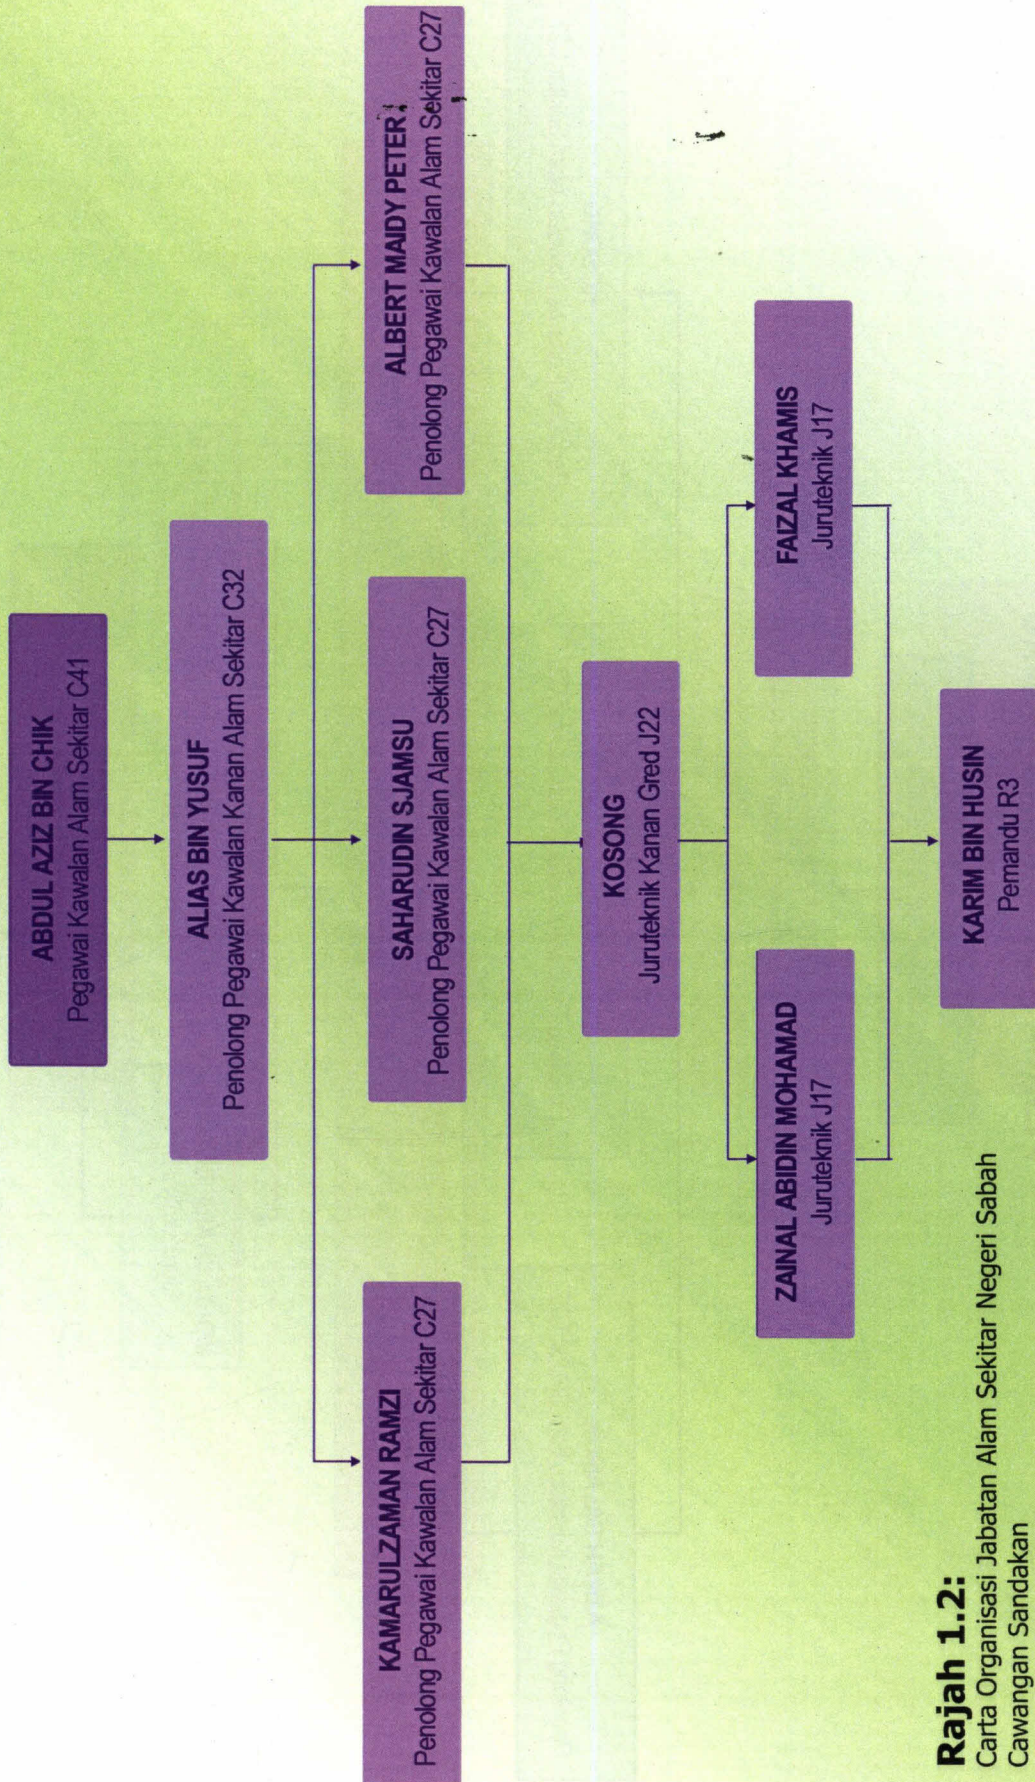 ABDUL AZIZ BIN CHIK
Pegawai Kawalan Alam Sekitar C41
ALIAS BIN YUSUF
Penolong Pegawai Kawalan Kanan Alam Sekitar C32
KAMARULZAMAN RAMZI
Penolong Pegawai Kawalan Alam Sekitar C27
SAHARUDIN SJAMSU
Penolong Pegawai Kawalan Alam Sekitar C27
ALBERT MAIDY PETER
Penolong Pegawai Kawalan Alam Sekitar C27
KOSONG
Juruteknik Kanan Gred J22
ZAINAL ABIDIN MOHAMAD
Juruteknik J17
FAIZAL KHAMIS
Juruteknik J17
KARIM BIN HUSIN
Pemandu R3
Rajah 1.2:
Carta Organisasi Jabatan Alam Sekitar Negeri Sabah
Cawangan Sandakan